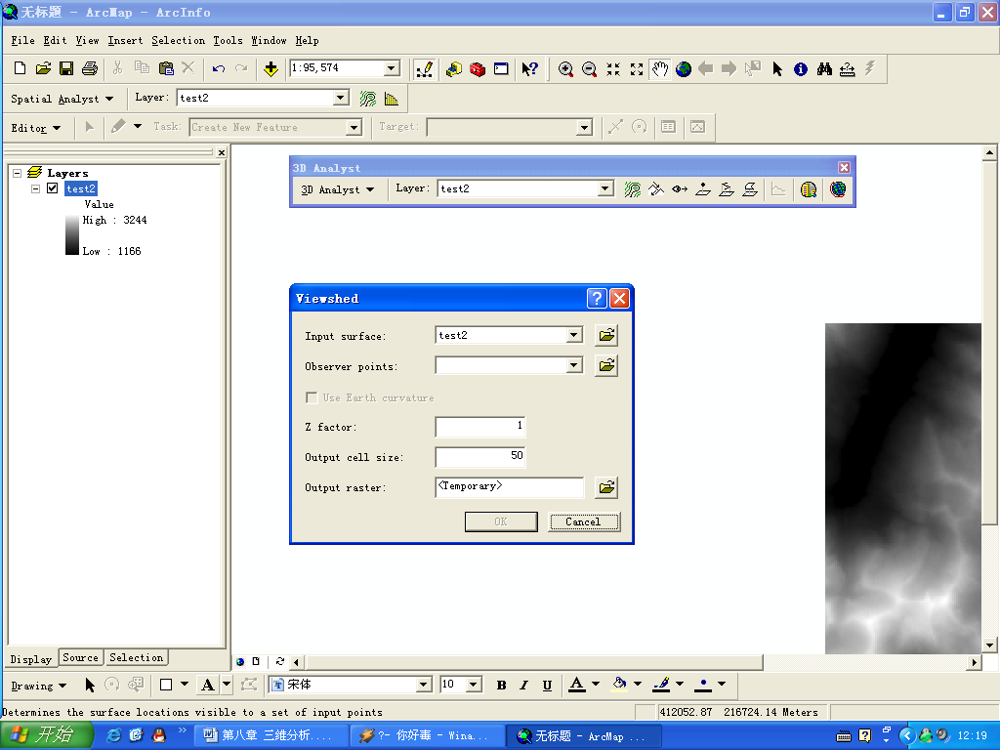 无标题 - ArcMap - ArcInfo
File Edit View Insert Selection Tools Window Help
1:95,574
Spatial Analyst Layer: test2
Editor Task: Create New Feature Target:
Layers
test2
Value
High : 3244
Low : 1166
3D Analyst
3D Analyst Layer: test2
Viewshed
Input surface: test2
Observer points:
Use Earth curvature
Z factor: 1
Output cell size: 50
Output raster: <Temporary>
OK Cancel
Display Source Selection
Drawing A 宋体 10 B I U A
Determines the surface locations visible to a set of input points
412052.87 216724.14 Meters
开始 第八章 三维分析.... ?- 你好毒 - Wina... 无标题 - ArcMap ... 12:19